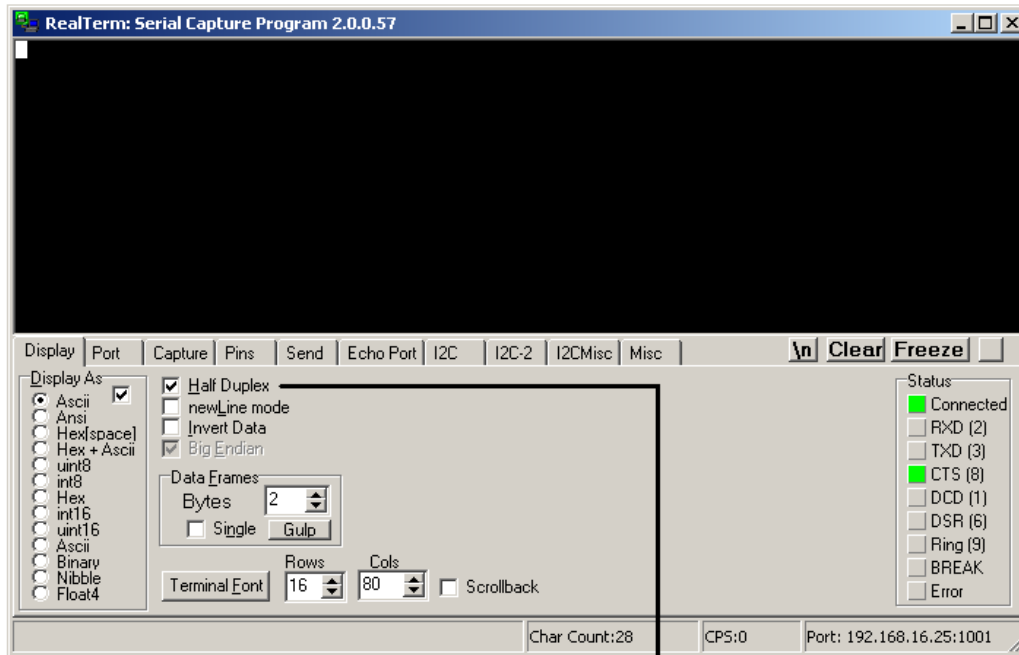 RealTerm: Serial Capture Program 2.0.0.57
Display Port Capture Pins Send Echo Port I2C I2C-2 I2CMisc Misc \n Clear Freeze
Display As
Ascii
Ansi
Hex[space]
Hex + Ascii
uint8
int8
Hex
int16
uint16
Ascii
Binary
Nibble
Float4
Half Duplex
newLine mode
Invert Data
Big Endian
Data Frames
Bytes 2
Single Gulp
Rows Cols
Terminal Font 16 80 Scrollback
Status
Connected
RXD (2)
TXD (3)
CTS (8)
DCD (1)
DSR (6)
Ring (9)
BREAK
Error
Char Count:28 CPS:0 Port: 192.168.16.25:1001